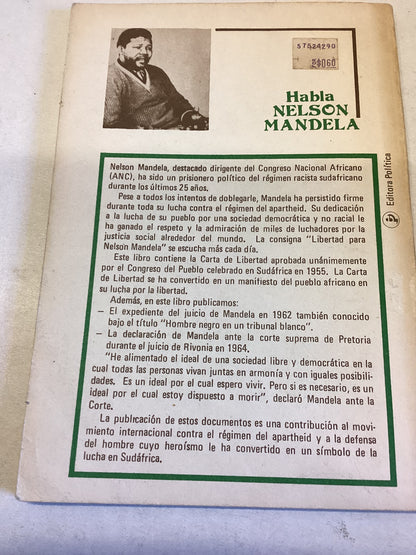 57524290
2$060
Habla
NELSON
MANDELA
Nelson Mandela, destacado dirigente del Congreso Nacional Africano
(ANC), ha sido un prisionero político del régimen racista sudafricano
durante los últimos 25 años.
Pese a todos los intentos de doblegarle, Mandela ha persistido firme
durante toda su lucha contra el régimen del apartheid. Su dedicación
a la lucha de su pueblo por una sociedad democrática y no racial le
ha ganado el respeto y la admiración de miles de luchadores por la
justicia social alrededor del mundo. La consigna "Libertad para
Nelson Mandela" se escucha más cada día.
Este libro contiene la Carta de Libertad aprobada unánimemente
por el Congreso del Pueblo celebrado en Sudáfrica en 1955. La Carta
de Libertad se ha convertido en un manifiesto del pueblo africano en
su lucha por la libertad.
Además, en este libro publicamos:
— El expediente del juicio de Mandela en 1962 también conocido
bajo el título "Hombre negro en un tribunal blanco".
— La declaración de Mandela ante la corte suprema de Pretoria
durante el juicio de Rivonia en 1964.
"He alimentado el ideal de una sociedad libre y democrática en la
cual todas las personas vivan juntas en armonía y con iguales posibili-
dades. Es un ideal por el cual espero vivir. Pero si es necesario, es un
ideal por el cual estoy dispuesto a morir", declaró Mandela ante la
Corte.
La publicación de estos documentos es una contribución al movi-
miento internacional contra el régimen del apartheid y a la defensa
del hombre cuyo heroísmo le ha convertido en un símbolo de la
lucha en Sudáfrica.
Editora Política